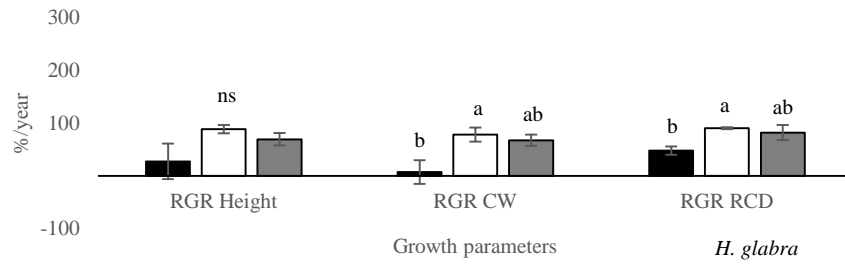 300
200
100
-100
%/year
ns
b
a
ab
b
a
ab
RGR Height
RGR CW
RGR RCD
Growth parameters
H. glabra